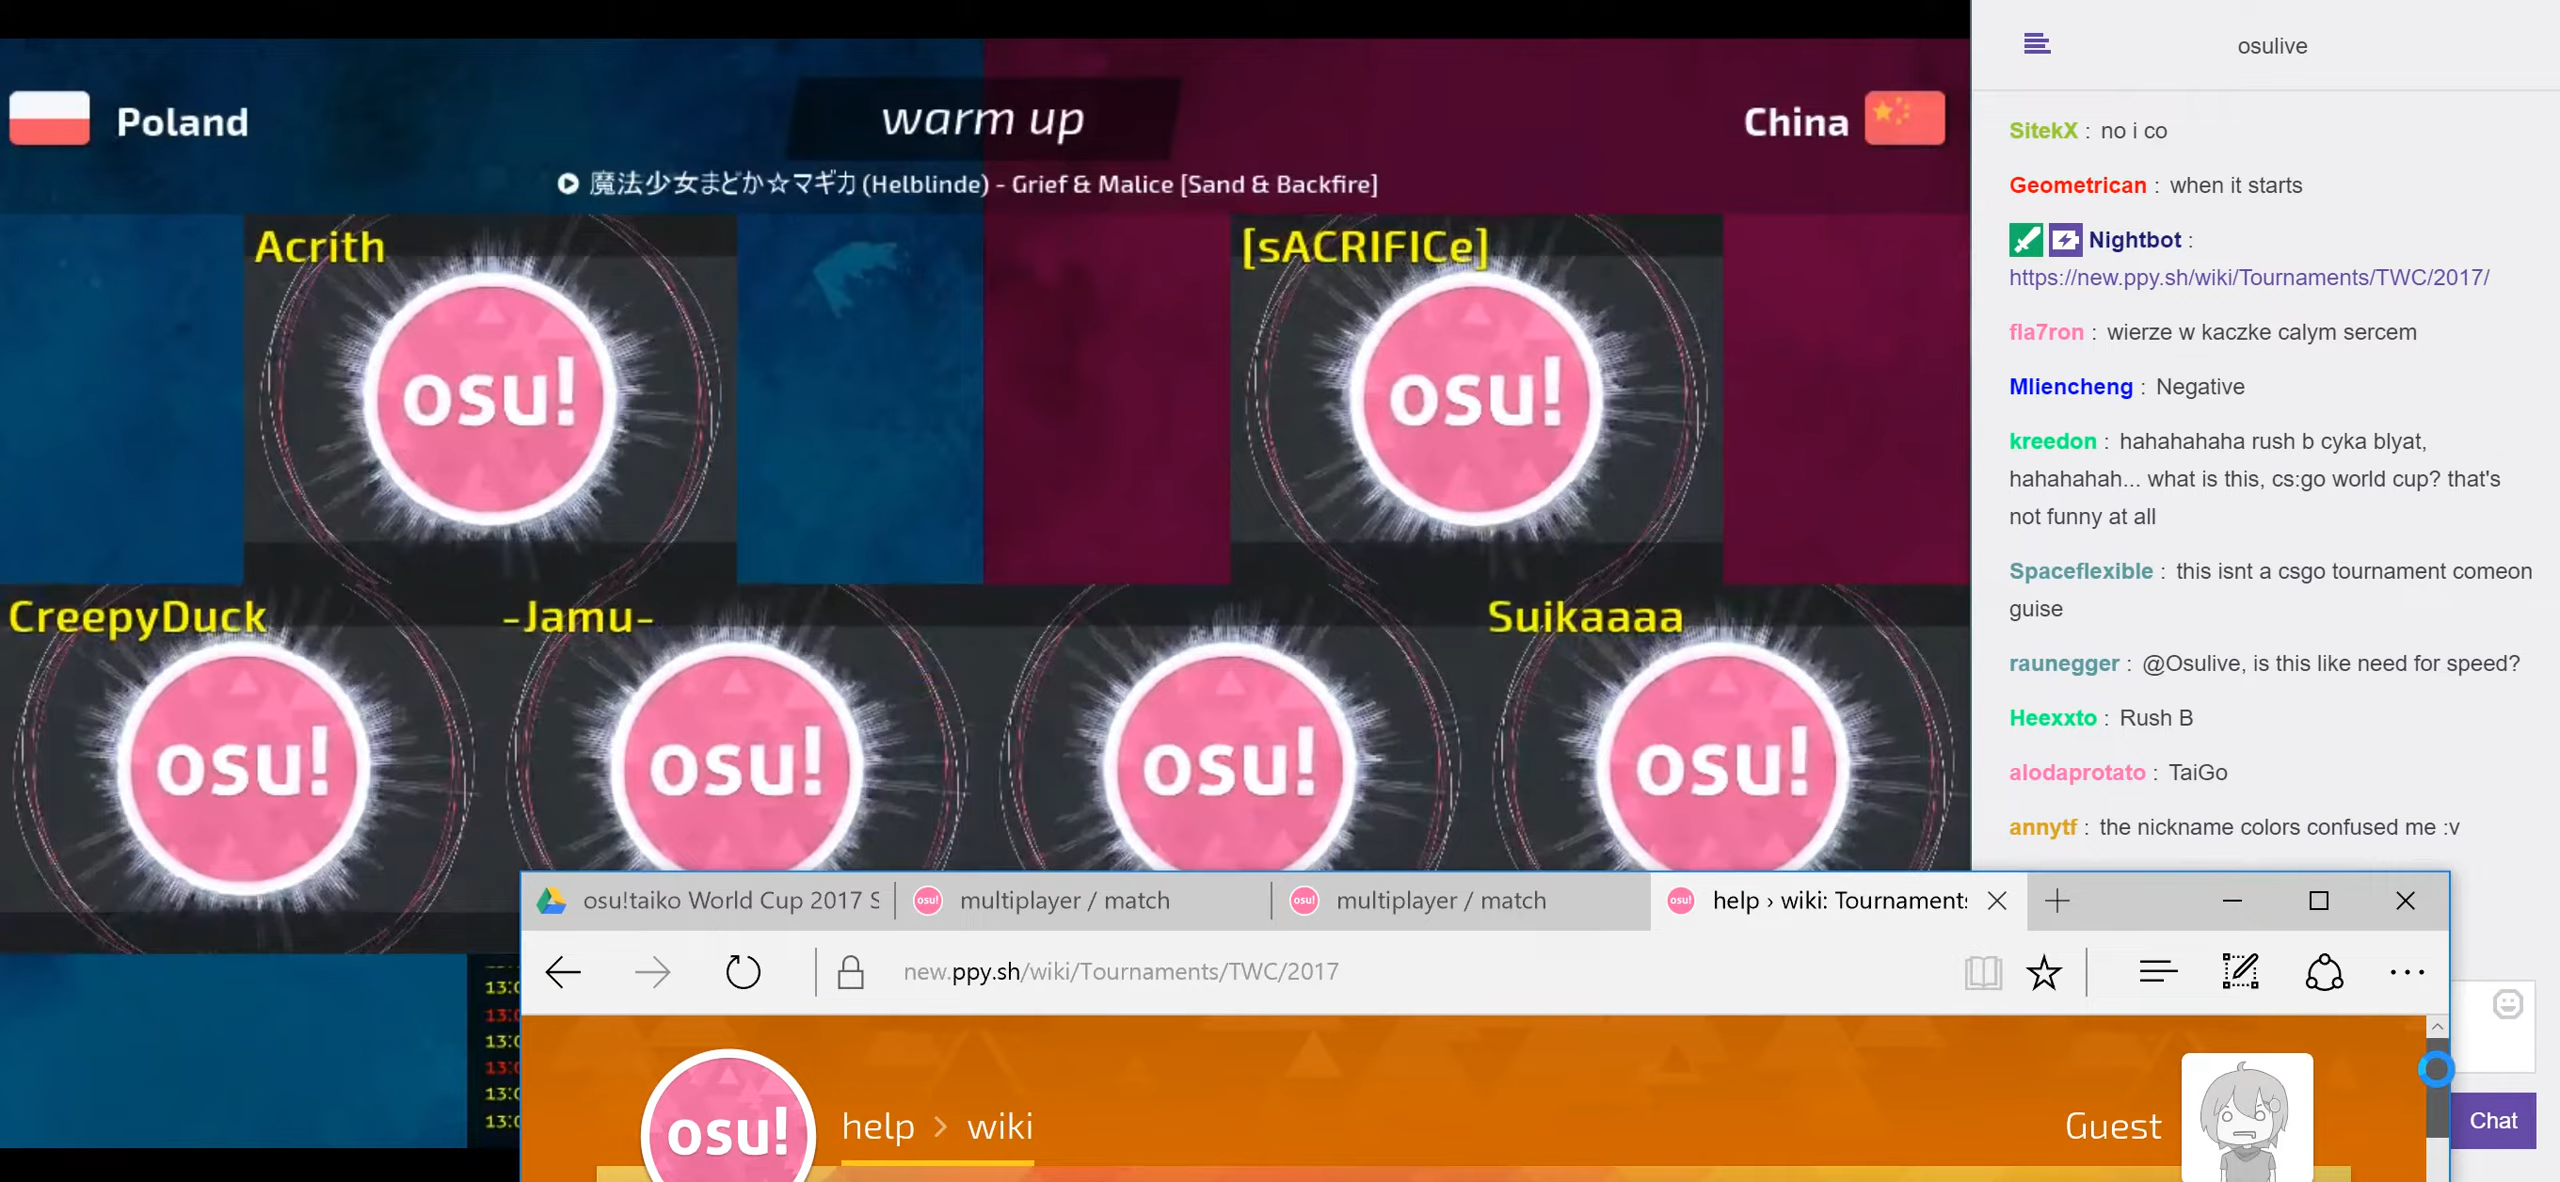 Poland
warm up
China
魔法少女まどか☆マギカ (Helblinde) - Grief & Malice [Sand & Backfire]
Acrith
osu!
[sACRIFICe]
osu!
CreepyDuck
osu!
-Jamu-
osu!
osu!
Suikaaaa
osu!
osulive
SitekX : no i co
Geometrican : when it starts
Nightbot :
https://new.ppy.sh/wiki/Tournaments/TWC/2017/
fla7ron : wierze w kaczke calym sercem
Mliencheng : Negative
kreedon : hahahahaha rush b cyka blyat,
hahahahah... what is this, cs:go world cup? that's
not funny at all
Spaceflexible : this isnt a csgo tournament comeon
guise
raunegger : @Osulive, is this like need for speed?
Heexxto : Rush B
alodaprotato : TaiGo
annytf : the nickname colors confused me :v
Chat
osu!taiko World Cup 2017 S
osu! multiplayer / match
osu! multiplayer / match
osu! help › wiki: Tournaments
new.ppy.sh/wiki/Tournaments/TWC/2017
osu!
help > wiki
Guest